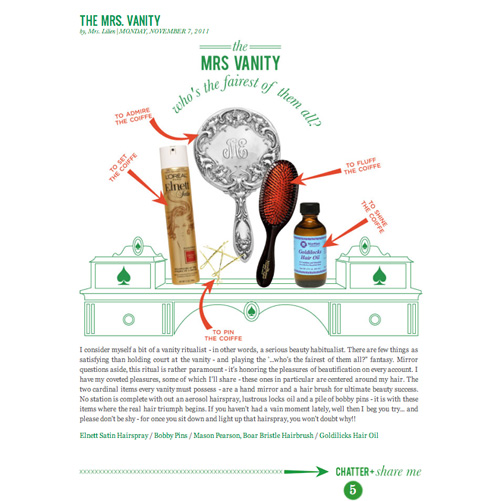 THE MRS. VANITY
by, Mrs. Lilien | MONDAY, NOVEMBER 7, 2011
the
MRS VANITY
who's the fairest of them all?
TO ADMIRE
THE COIFFE
TO SET
THE COIFFE
TO FLUFF
THE COIFFE
TO SHINE
THE COIFFE
L'ORÉAL
Elnett
Satin
Goldilocks
Hair Oil
TO PIN
THE COIFFE
I consider myself a bit of a vanity ritualist - in other words, a serious beauty habitualist. There are few things as
satisfying than holding court at the vanity - and playing the '...who's the fairest of them all?" fantasy. Mirror
questions aside, this ritual is rather paramount - it's honoring the pleasures of beautification on every account. I
have my coveted pleasures, some of which I'll share - these ones in particular are centered around my hair. The
two cardinal items every vanity must possess - are a hand mirror and a hair brush for ultimate beauty success.
No station is complete with out an aerosol hairspray, lustrous locks oil and a pile of bobby pins - it is with these
items where the real hair triumph begins. If you haven't had a vain moment lately, well then I beg you try... and
please don't be shy - for once you sit down and light up that hairspray, you won't doubt why!!
Elnett Satin Hairspray / Bobby Pins / Mason Pearson, Boar Bristle Hairbrush / Goldilicks Hair Oil
CHATTER + share me
5